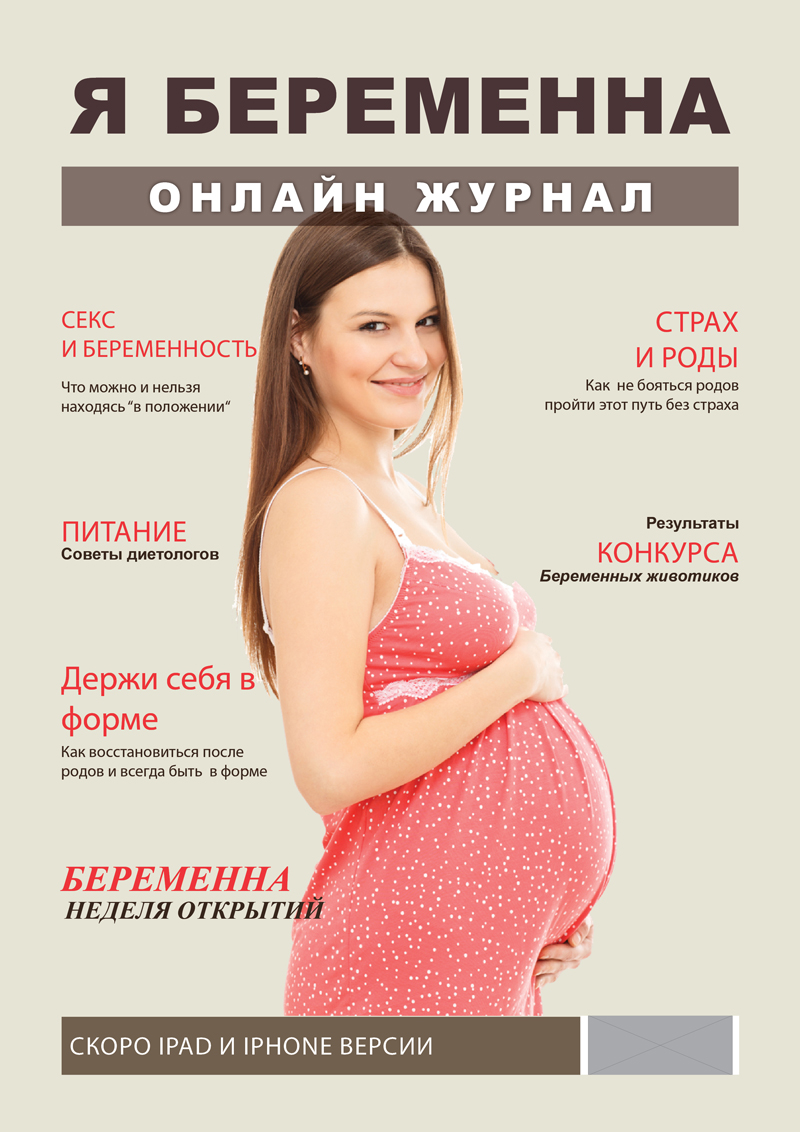 Я БЕРЕМЕННА
ОНЛАЙН ЖУРНАЛ
СЕКС
И БЕРЕМЕННОСТЬ
Что можно и нельзя
находясь “в положении“
ПИТАНИЕ
Советы диетологов
Держи себя в
форме
Как восстановиться после
родов и всегда быть в форме
БЕРЕМЕННА
НЕДЕЛЯ ОТКРЫТИЙ
СТРАХ
И РОДЫ
Как не бояться родов
пройти этот путь без страха
Результаты
КОНКУРСА
Беременных животиков
СКОРО IPAD И IPHONE ВЕРСИИ